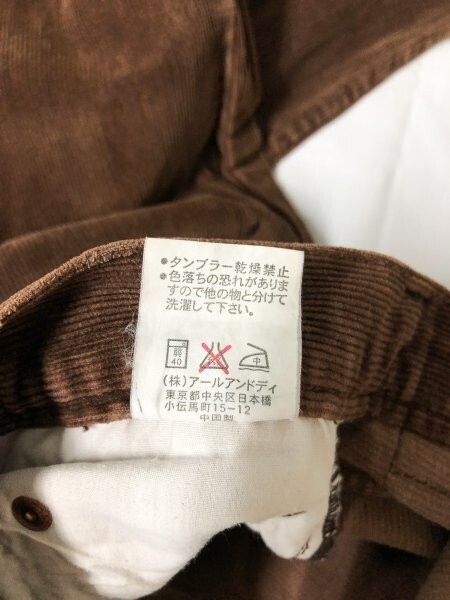 ●タンブラー乾燥禁止
●色落ちの恐れがありま
すので他の物と分けて
洗濯して下さい。
弱 中
40
(株)アールアンドディ
東京都中央区日本橋
小伝馬町15-12
中国製